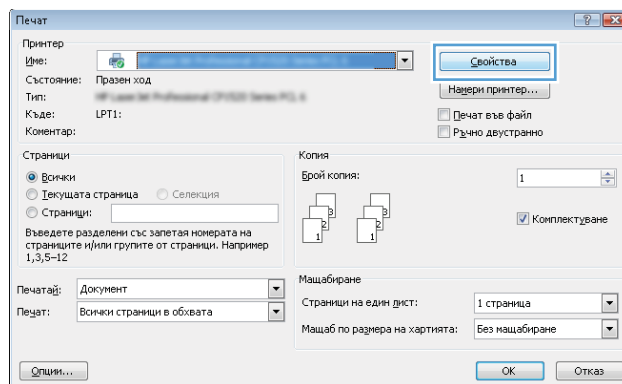 Печат
Принтер
Име:
Свойства
Състояние: Празен ход
Тип:
Намери принтер...
Къде: LPT1:
Печат във файл
Коментар:
Ръчно двустранно
Страници
Всички
Текущата страница Селекция
Страници:
Въведете разделени със запетая номерата на
страниците и/или групите от страници. Например
1,3,5–12
Копия
Брой копия: 1
Комплектуване
Печатай: Документ
Печат: Всички страници в обхвата
Мащабиране
Страници на един лист: 1 страница
Мащаб по размера на хартията: Без мащабиране
Опции...
OK
Отказ